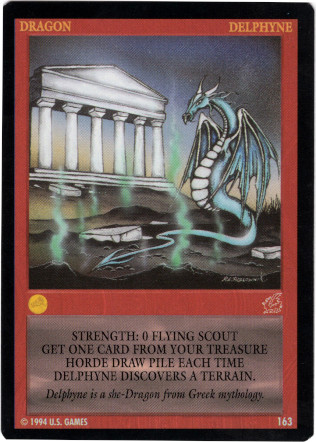 DRAGON DELPHYNE
STRENGTH: 0 FLYING SCOUT
GET ONE CARD FROM YOUR TREASURE
HORDE DRAW PILE EACH TIME
DELPHYNE DISCOVERS A TERRAIN.
Delphyne is a she-Dragon from Greek mythology.
© 1994 U.S. GAMES 163